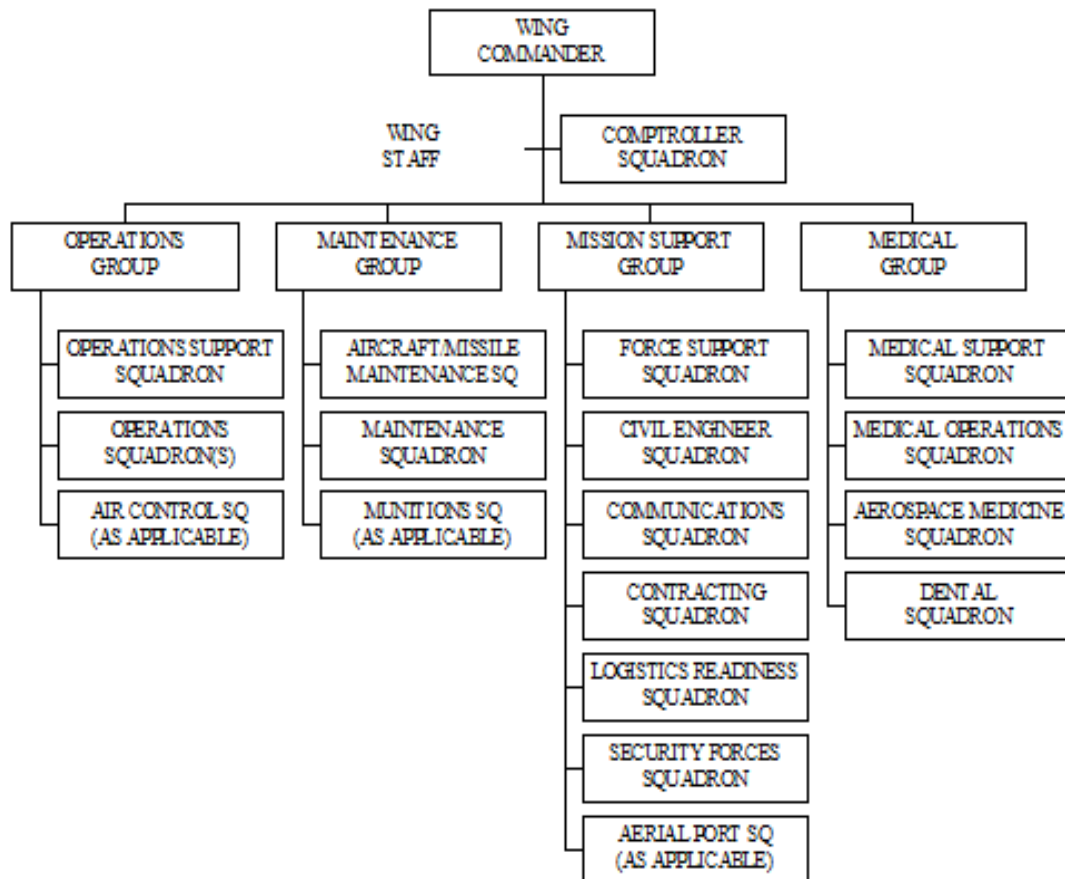 WING
COMMANDER
WING
STAFF
COMPTROLLER
SQUADRON
OPERATIONS
GROUP
MAINTENANCE
GROUP
MISSION SUPPORT
GROUP
MEDICAL
GROUP
OPERATIONS SUPPORT
SQUADRON
OPERATIONS
SQUADRON(S)
AIR CONTROL SQ
(AS APPLICABLE)
AIRCRAFT/MISSILE
MAINTENANCE SQ
MAINTENANCE
SQUADRON
MUNITIONS SQ
(AS APPLICABLE)
FORCE SUPPORT
SQUADRON
CIVIL ENGINEER
SQUADRON
COMMUNICATIONS
SQUADRON
CONTRACTING
SQUADRON
LOGISTICS READINESS
SQUADRON
SECURITY FORCES
SQUADRON
AERIAL PORT SQ
(AS APPLICABLE)
MEDICAL SUPPORT
SQUADRON
MEDICAL OPERATIONS
SQUADRON
AEROSPACE MEDICINE
SQUADRON
DENTAL
SQUADRON